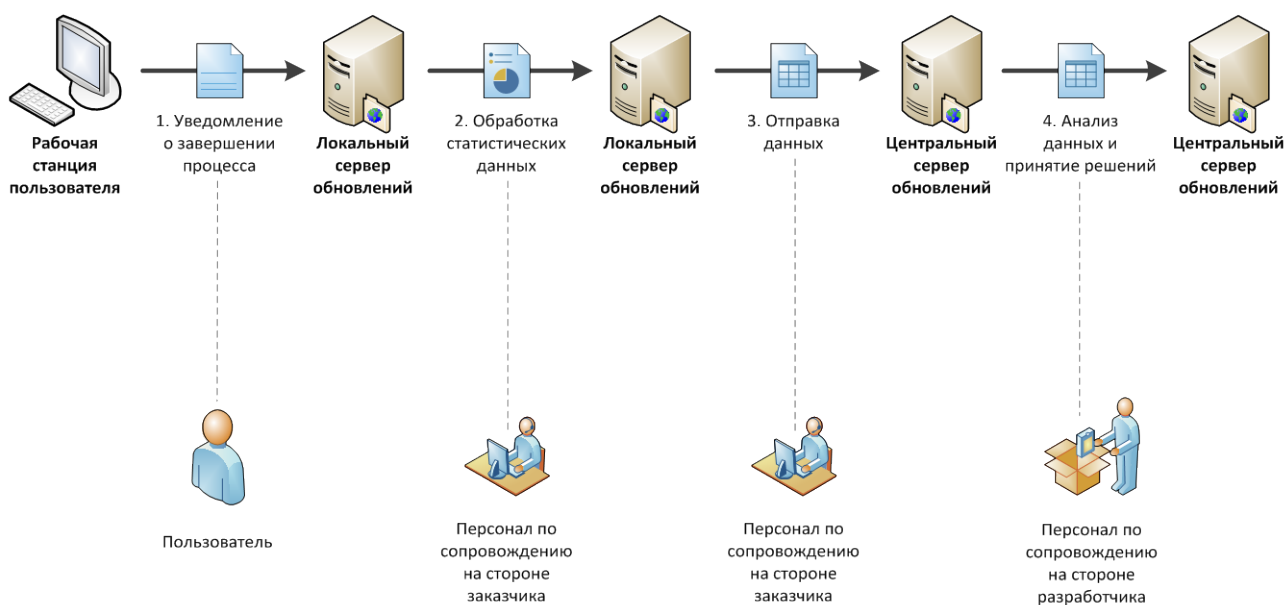 Рабочая
станция
пользователя
1. Уведомление
о завершении
процесса
Локальный
сервер
обновлений
2. Обработка
статистических
данных
Локальный
сервер
обновлений
3. Отправка
данных
Центральный
сервер
обновлений
4. Анализ
данных и
принятие решений
Центральный
сервер
обновлений
Пользователь
Персонал по
сопровождению
на стороне
заказчика
Персонал по
сопровождению
на стороне
заказчика
Персонал по
сопровождению
на стороне
разработчика